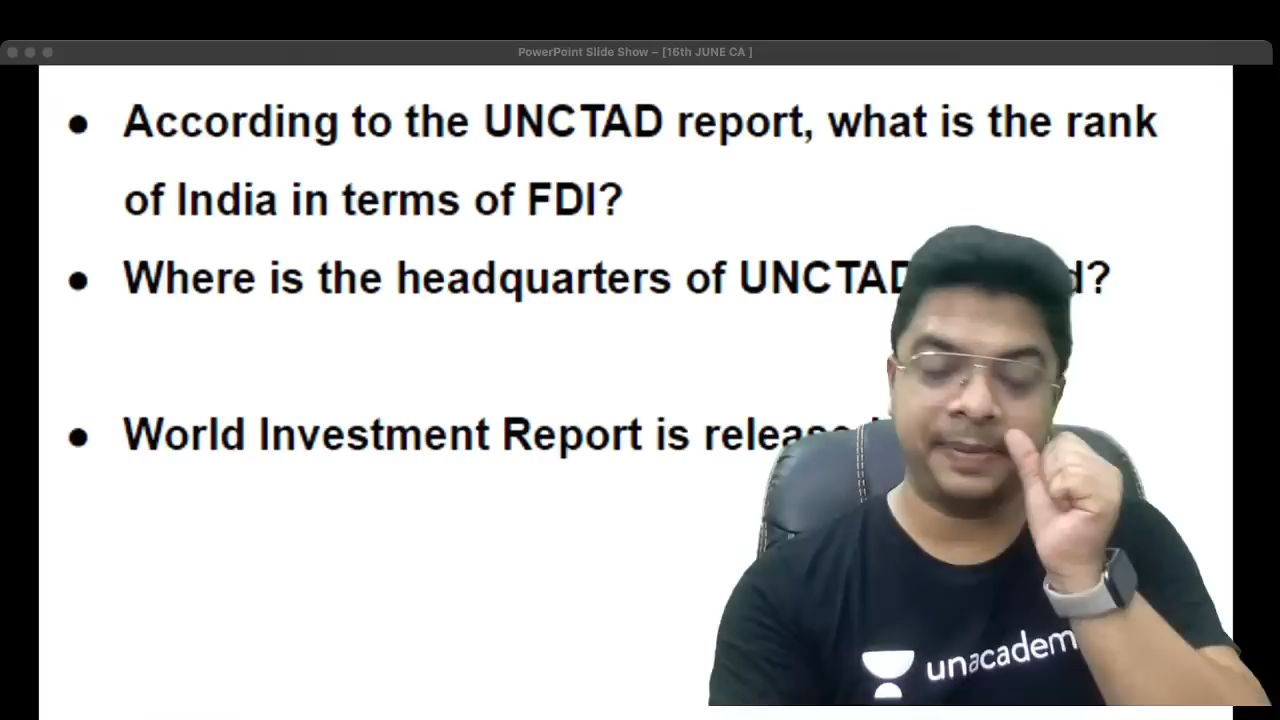 PowerPoint Slide Show – [16th JUNE CA ]
● According to the UNCTAD report, what is the rank
of India in terms of FDI?
● Where is the headquarters of UNCTAD
● World Investment Report is
unacadem